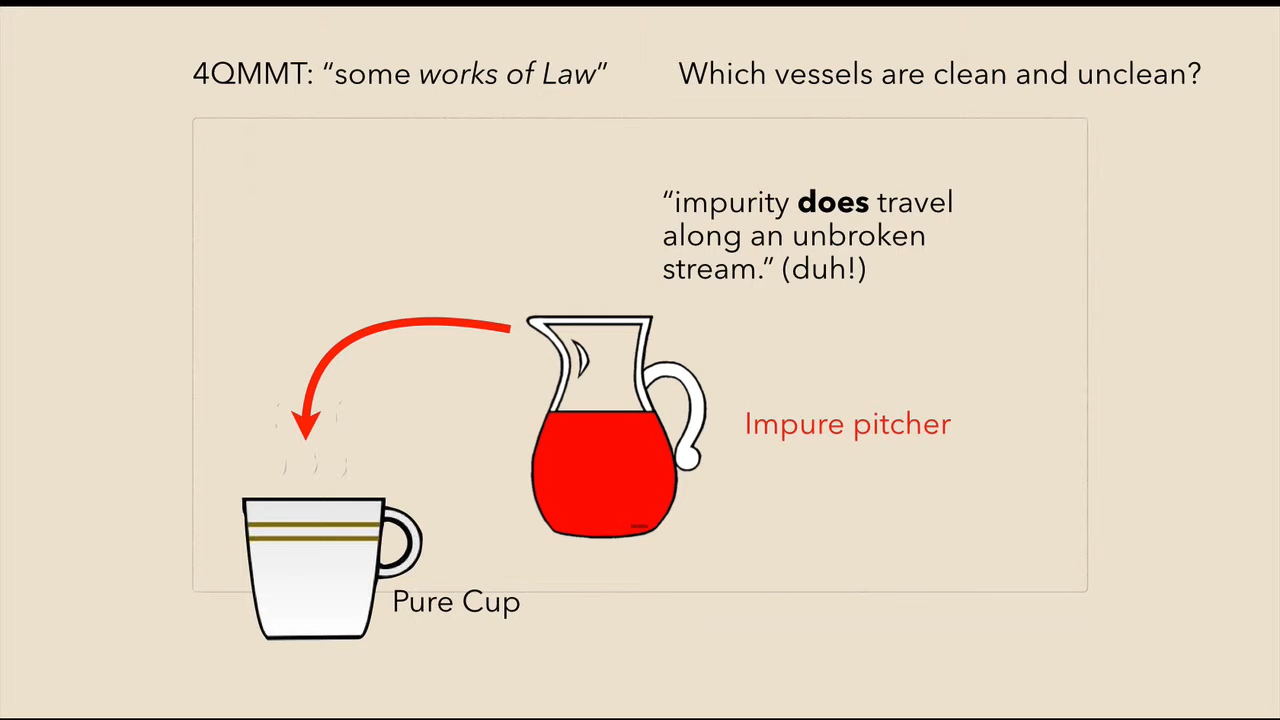 4QMMT: “some works of Law”
Which vessels are clean and unclean?
“impurity does travel
along an unbroken
stream.” (duh!)
Impure pitcher
Pure Cup